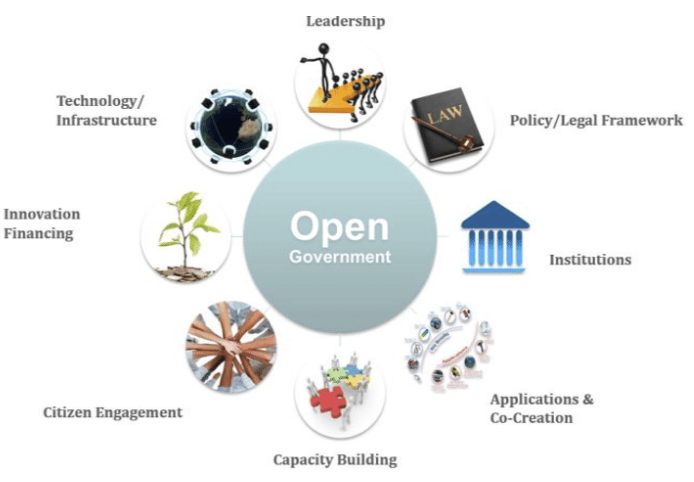 Leadership
Technology/
Infrastructure
LAW
Policy/Legal Framework
Innovation
Financing
Open
Government
Institutions
Citizen Engagement
Applications &
Co-Creation
Capacity Building